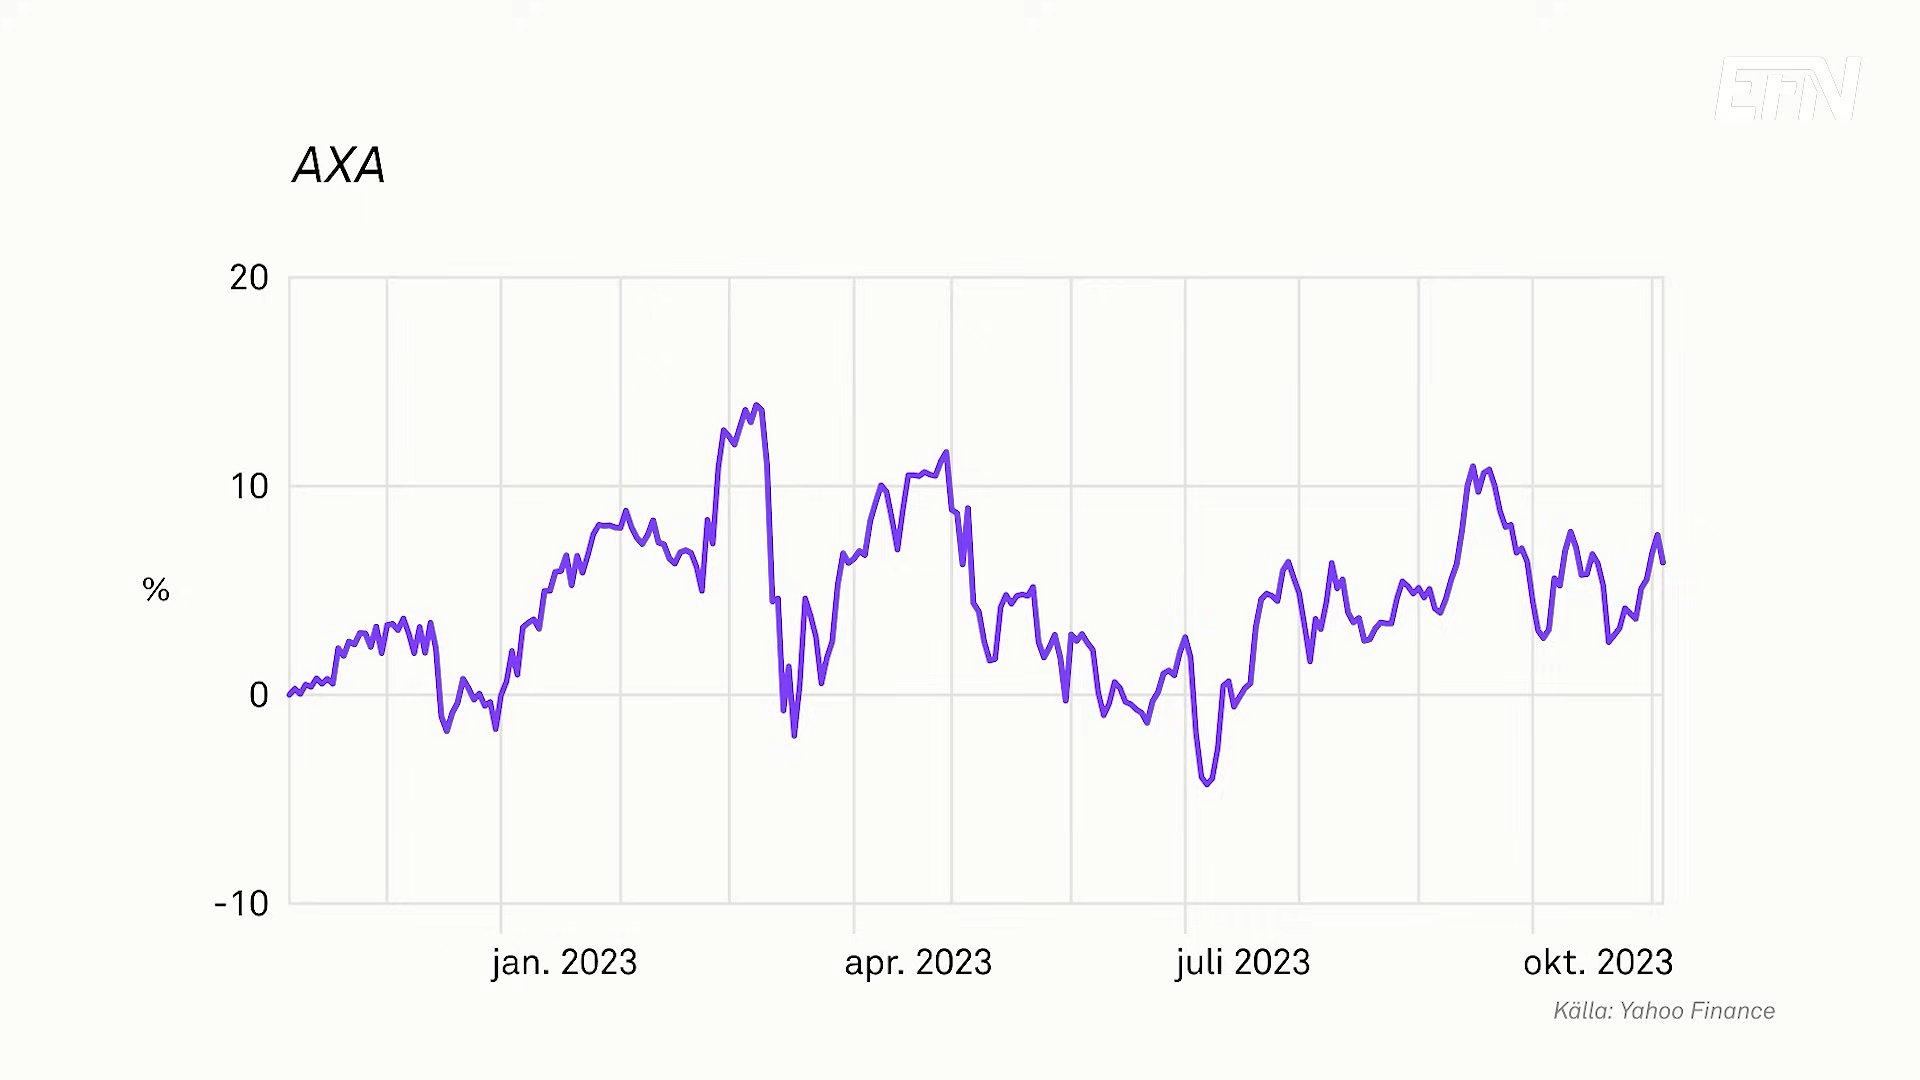 EFN
AXA
20
10
%
0
-10
jan. 2023
apr. 2023
juli 2023
okt. 2023
Källa: Yahoo Finance